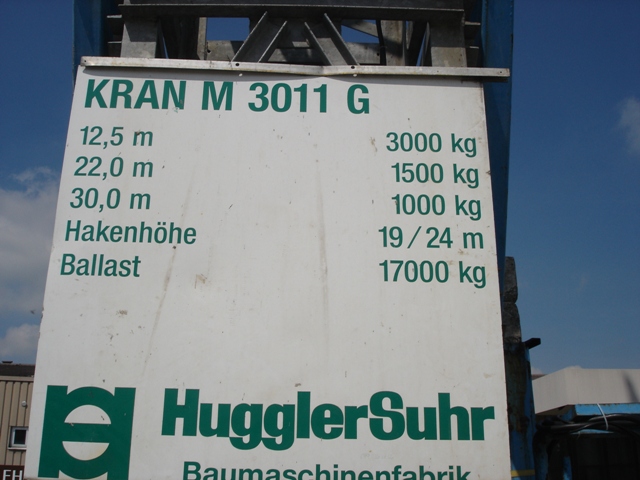 KRAN M 3011 G
12,5 m 3000 kg
22,0 m 1500 kg
30,0 m 1000 kg
Hakenhöhe 19/24 m
Ballast 17000 kg
HugglerSuhr
Baumaschinenfabrik